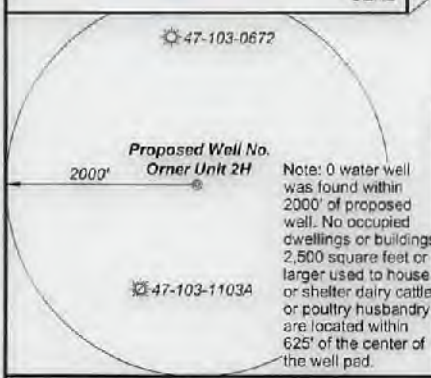 47-103-0672
Proposed Well No.
Orner Unit 2H
2000'
Note: 0 water well
was found within
2000' of proposed
well. No occupied
dwellings or buildings
2,500 square feet or
larger used to house
or shelter dairy cattle
or poultry husbandry
are located within
625' of the center of
the well pad.
47-103-1103A